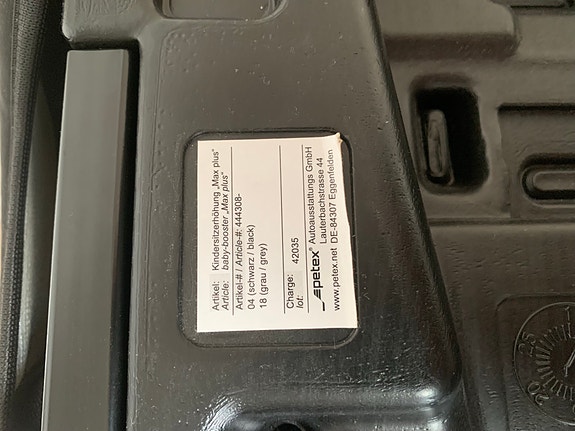 Artikel: Kindersitzerhöhung „Max plus"
Article: baby-booster „Max plus"
Artikel-# / Article-#: 444308-
04 (schwarz / black)
18 (grau / grey)
Charge: 42035
lot:
petex® Autoausstattungs GmbH
Lauterbachstrasse 44
www.petex.net DE-84307 Eggenfelden